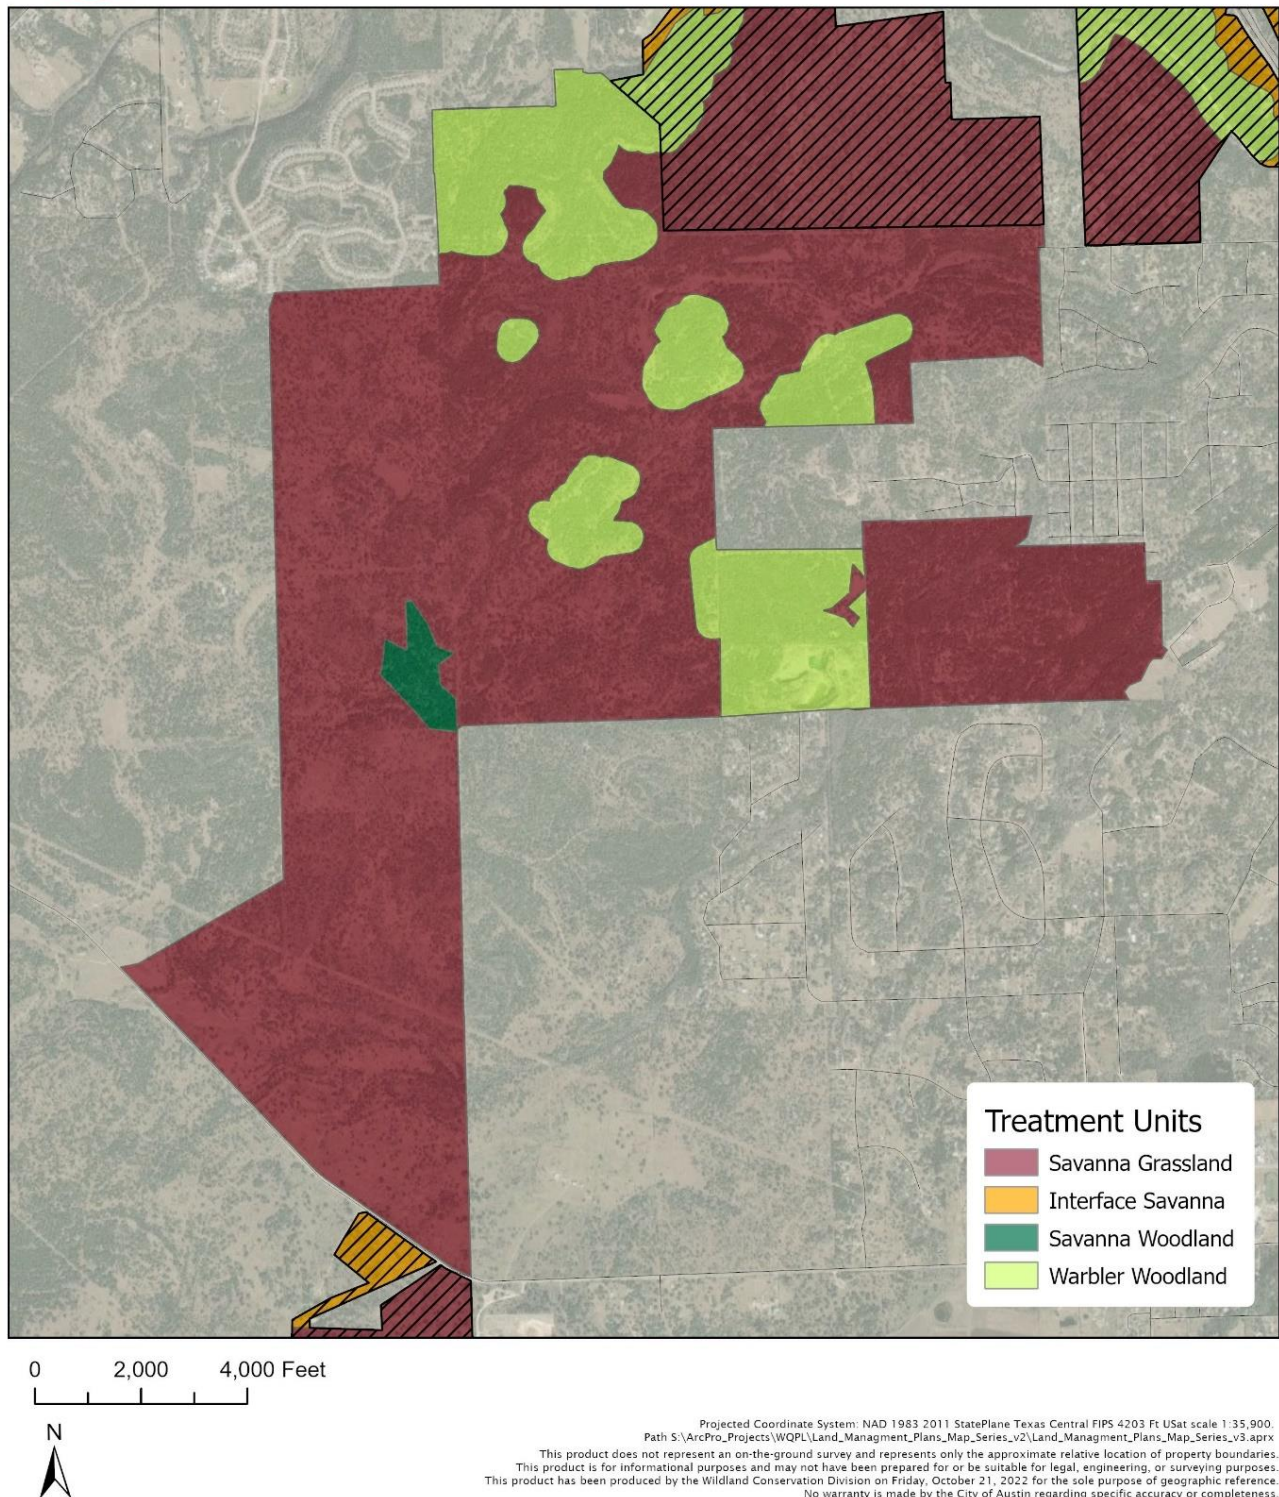 Treatment Units
Savanna Grassland
Interface Savanna
Savanna Woodland
Warbler Woodland
0 2,000 4,000 Feet
N
Projected Coordinate System: NAD 1983 2011 StatePlane Texas Central FIPS 4203 Ft USat scale 1:35,900.
Path S:\ArcPro_Projects\WQPL\Land_Managment_Plans_Map_Series_v2\Land_Managment_Plans_Map_Series_v3.aprx
This product does not represent an on-the-ground survey and represents only the approximate relative location of property boundaries.
This product is for informational purposes and may not have been prepared for or be suitable for legal, engineering, or surveying purposes.
This product has been produced by the Wildland Conservation Division on Friday, October 21, 2022 for the sole purpose of geographic reference.
No warranty is made by the City of Austin regarding specific accuracy or completeness.